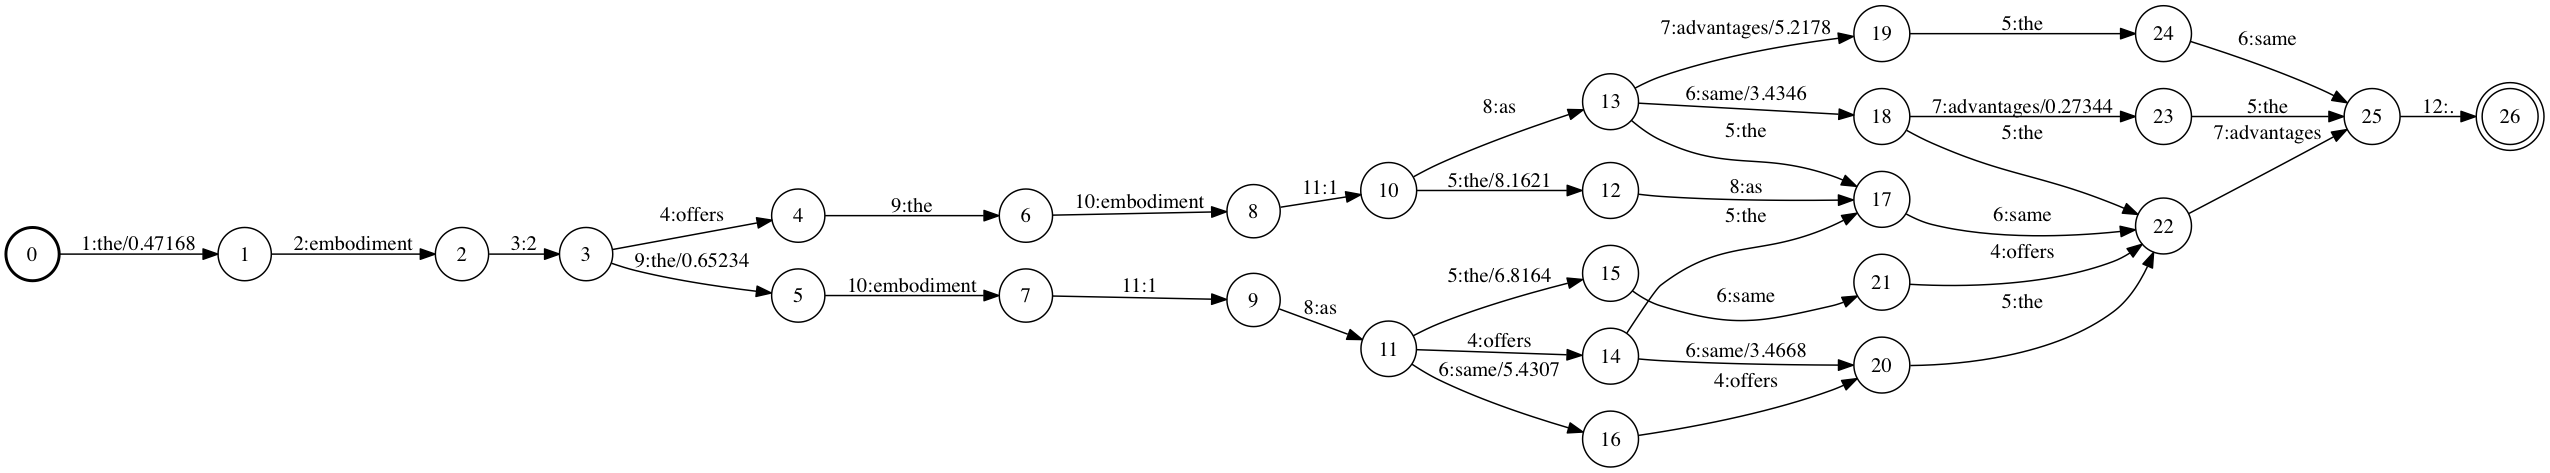 0
1:the/0.47168
1
2:embodiment
2
3:2
3
4:offers
4
9:the
6
10:embodiment
8
11:1
10
9:the/0.65234
5
10:embodiment
7
11:1
9
8:as
11
8:as
13
5:the/8.1621
12
5:the/6.8164
15
4:offers
14
6:same/5.4307
16
7:advantages/5.2178
19
6:same/3.4346
18
5:the
8:as
17
5:the
6:same
21
6:same/3.4668
20
4:offers
5:the
24
7:advantages/0.27344
23
5:the
6:same
22
4:offers
5:the
6:same
5:the
7:advantages
25
12:.
26